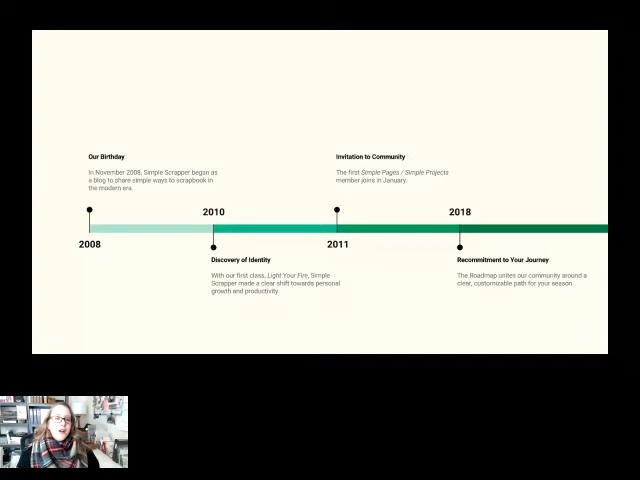 Our Birthday
In November 2008, Simple Scrapper began as
a blog to share simple ways to scrapbook in
the modern era.
Invitation to Community
The first Simple Pages / Simple Projects
member joins in January.
2010
2018
2008
2011
Discovery of Identity
With our first class, Light Your Fire, Simple
Scrapper made a clear shift towards personal
growth and productivity.
Recommitment to Your Journey
The Roadmap unites our community around a
clear, customizable path for your season.